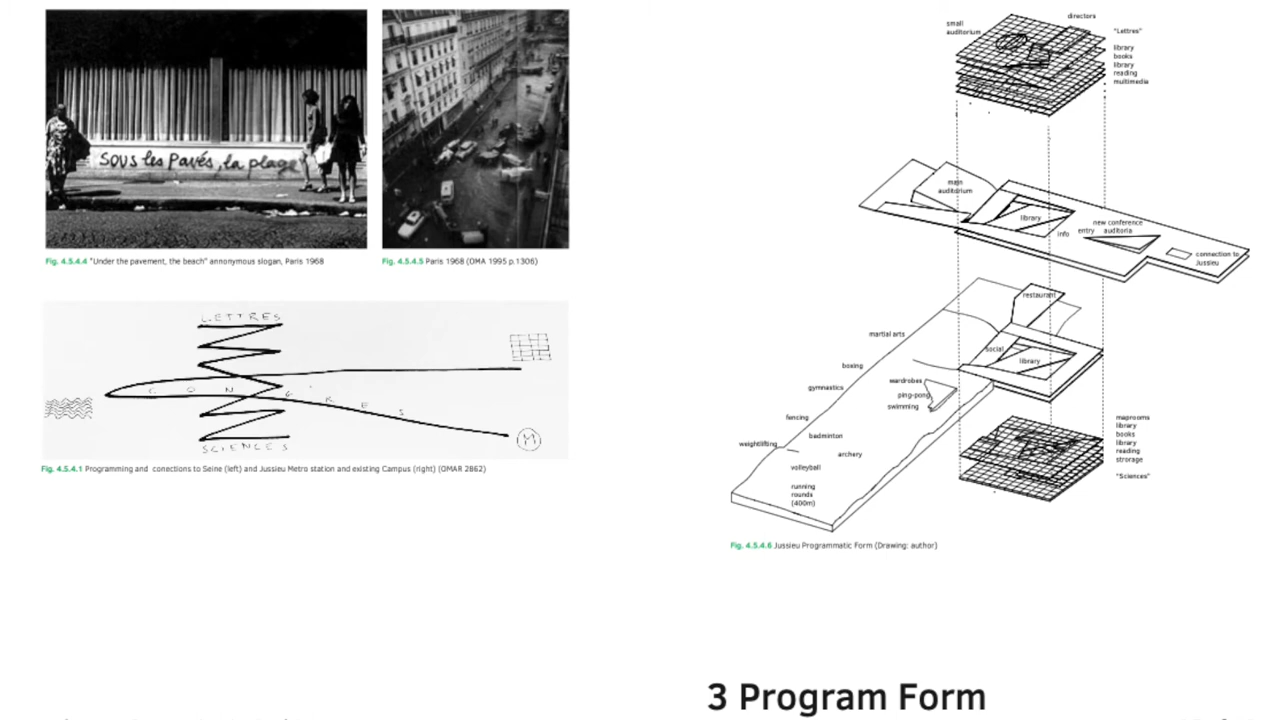 SOUS les PAVÉS, la plage
Fig. 4.5.4.4 "Under the pavement, the beach" annonymous slogan, Paris 1968
Fig. 4.5.4.5 Paris 1968 (OMA 1995 p.1306)
LETTRES
CONGRES
SCIENCES
M
Fig. 4.5.4.1 Programming and conections to Seine (left) and Jussieu Metro station and existing Campus (right) (OMAR 2862)
small
auditorium
directors
"Lettres"
library
books
library
reading
multimedia
main
auditorium
library
info
entry
new conference
auditoria
connection to
Jussieu
restaurant
martial arts
social
library
boxing
gymnastics
wardrobes
ping-pong
swimming
fencing
badminton
weightlifting
archery
volleyball
running
rounds
(400m)
maprooms
library
books
library
reading
strorage
"Sciences"
Fig. 4.5.4.6 Jussieu Programmatic Form (Drawing: author)
3 Program Form